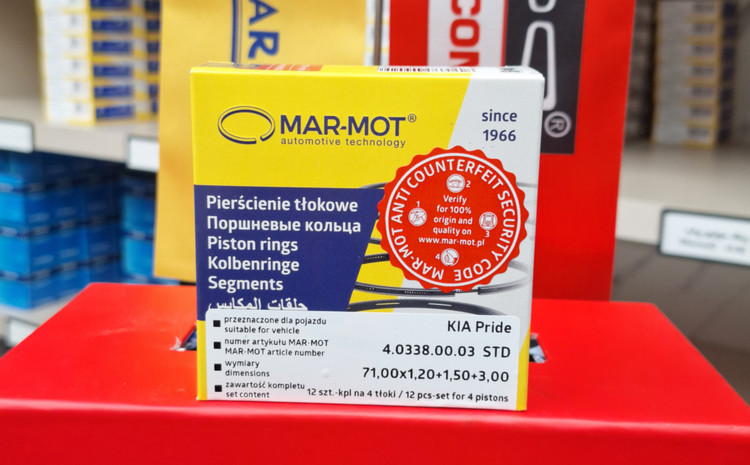 MAR-MOT®
automotive technology
since
1966
Pierścienie tłokowe
Поршневые кольца
Piston rings
Kolbenringe
Segments
حلقات المكابس
MAR-MOT ANTI COUNTERFEIT SECURITY CODE
Verify
for 100%
origin and
quality on
www.mar-mot.pl
1
2
3
4
przeznaczone dla pojazdu
suitable for vehicle
KIA Pride
numer artykułu MAR-MOT
MAR-MOT article number
4.0338.00.03 STD
wymiary
dimensions
71,00x1,20+1,50+3,00
zawartość kompletu
set content
12 szt.-kpl na 4 tłoki / 12 pcs-set for 4 pistons
AR
CON
®